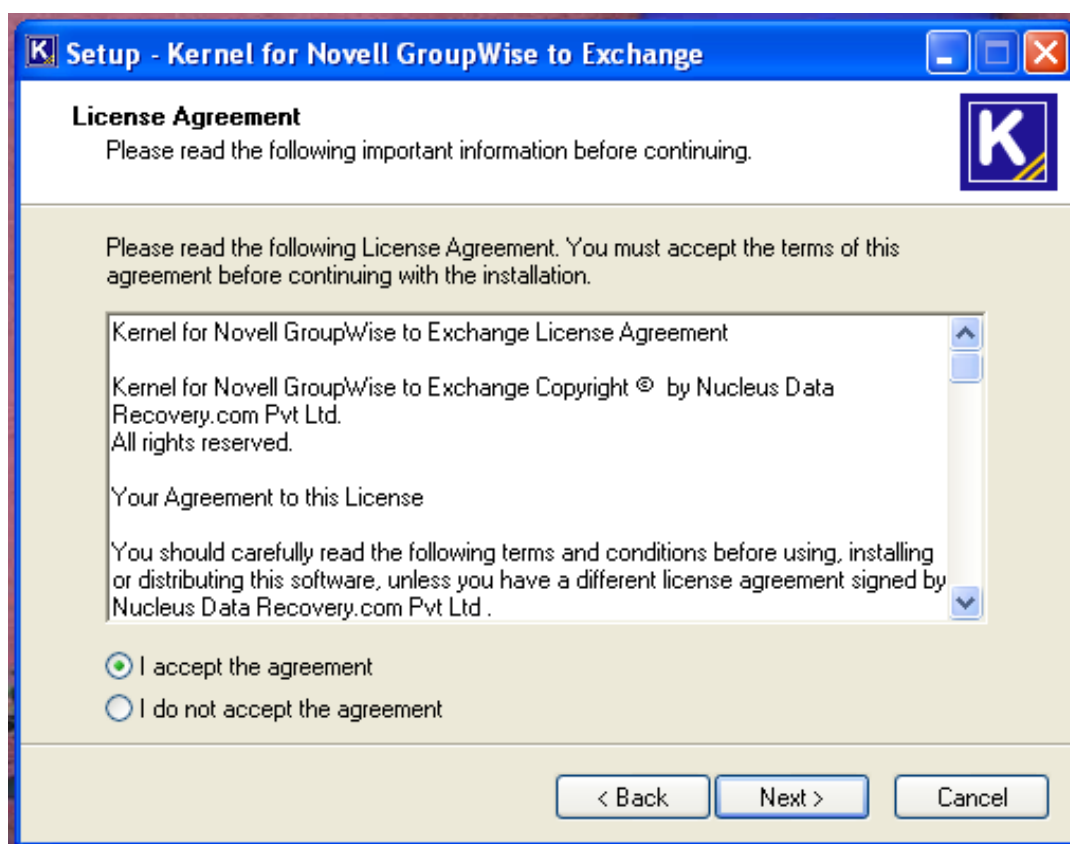 K Setup - Kernel for Novell GroupWise to Exchange
License Agreement
Please read the following important information before continuing.
K
Please read the following License Agreement. You must accept the terms of this
agreement before continuing with the installation.
Kernel for Novell GroupWise to Exchange License Agreement
Kernel for Novell GroupWise to Exchange Copyright © by Nucleus Data
Recovery.com Pvt Ltd.
All rights reserved.
Your Agreement to this License
You should carefully read the following terms and conditions before using, installing
or distributing this software, unless you have a different license agreement signed by
Nucleus Data Recovery.com Pvt Ltd .
I accept the agreement
I do not accept the agreement
< Back Next > Cancel